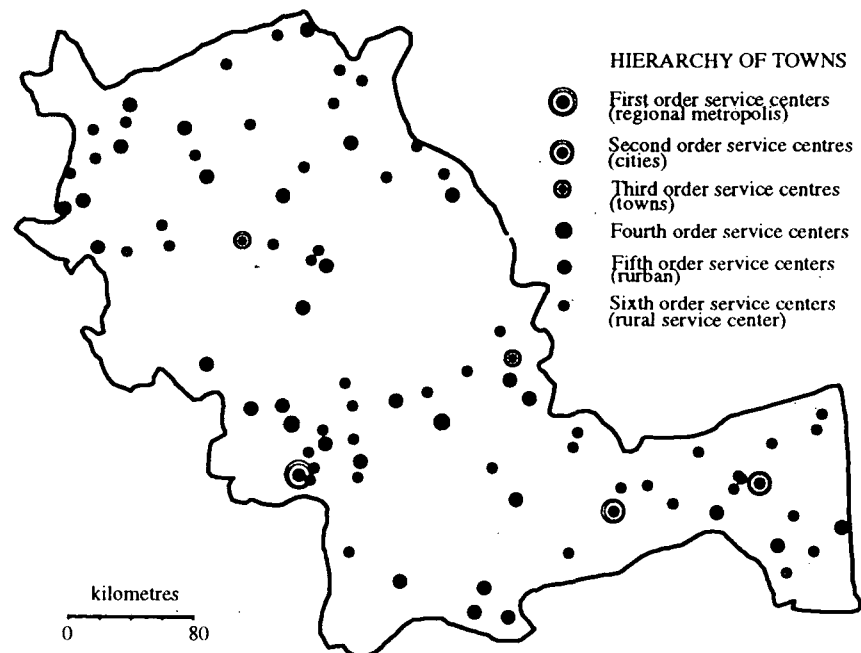 HIERARCHY OF TOWNS
First order service centers
(regional metropolis)
Second order service centres
(cities)
Third order service centres
(towns)
Fourth order service centers
Fifth order service centers
(rurban)
Sixth order service centers
(rural service center)
kilometres
0 80